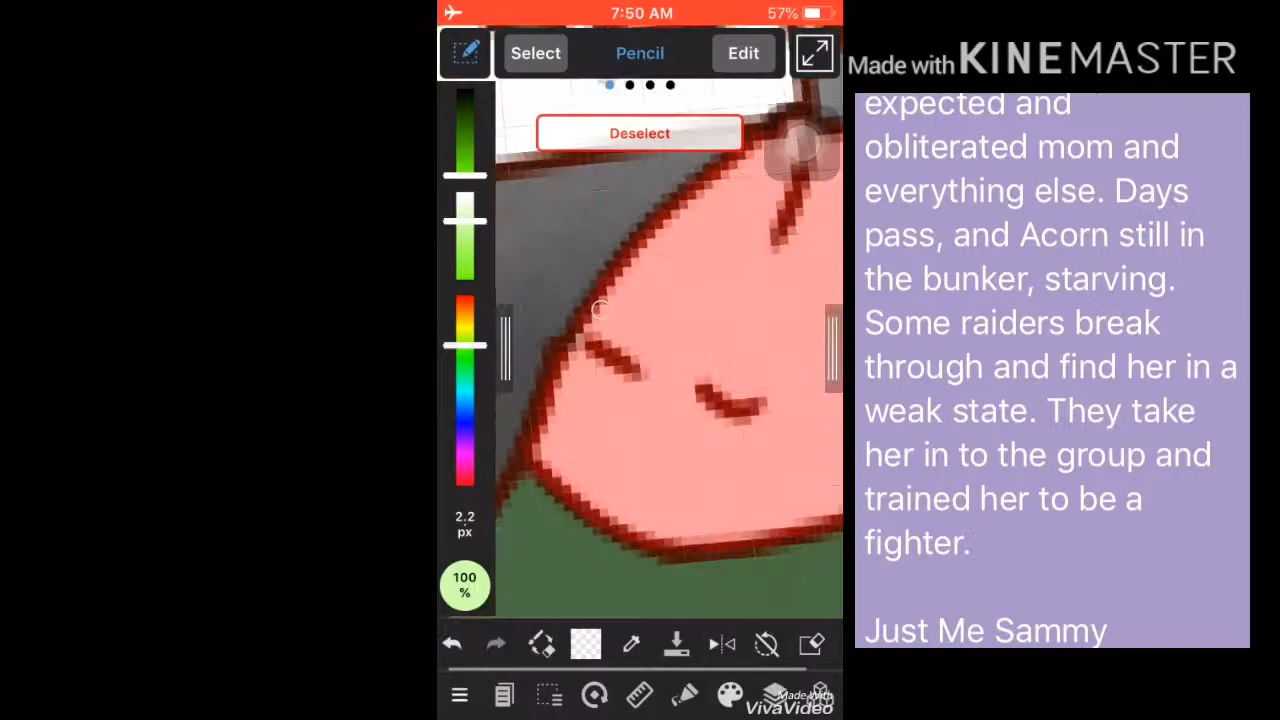 7:50 AM
57%
Select
Pencil
Edit
Made with KINEMASTER
Deselect
expected and
obliterated mom and
everything else. Days
pass, and Acorn still in
the bunker, starving.
Some raiders break
through and find her in a
weak state. They take
her in to the group and
trained her to be a
fighter.
Just Me Sammy
2.2
px
100
%
Made With
VivaVideo